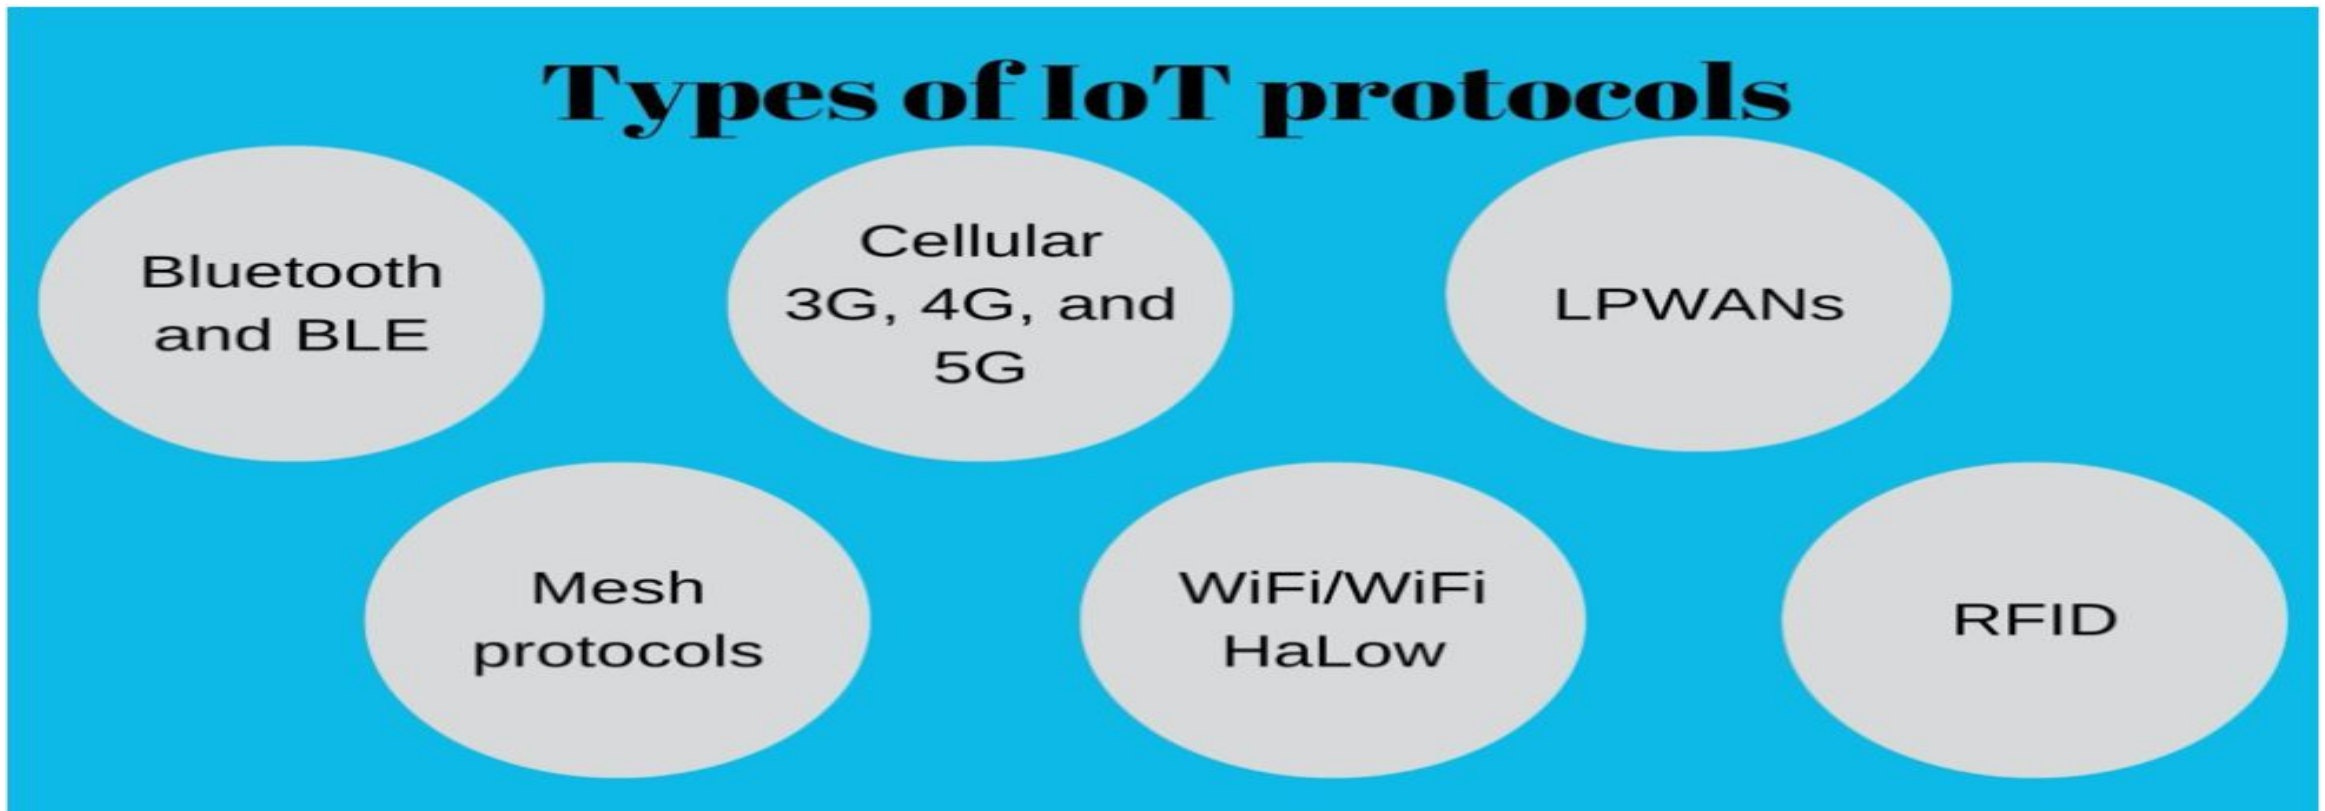 Types of IoT protocols
Bluetooth
and BLE
Cellular
3G, 4G, and
5G
LPWANs
Mesh
protocols
WiFi/WiFi
HaLow
RFID